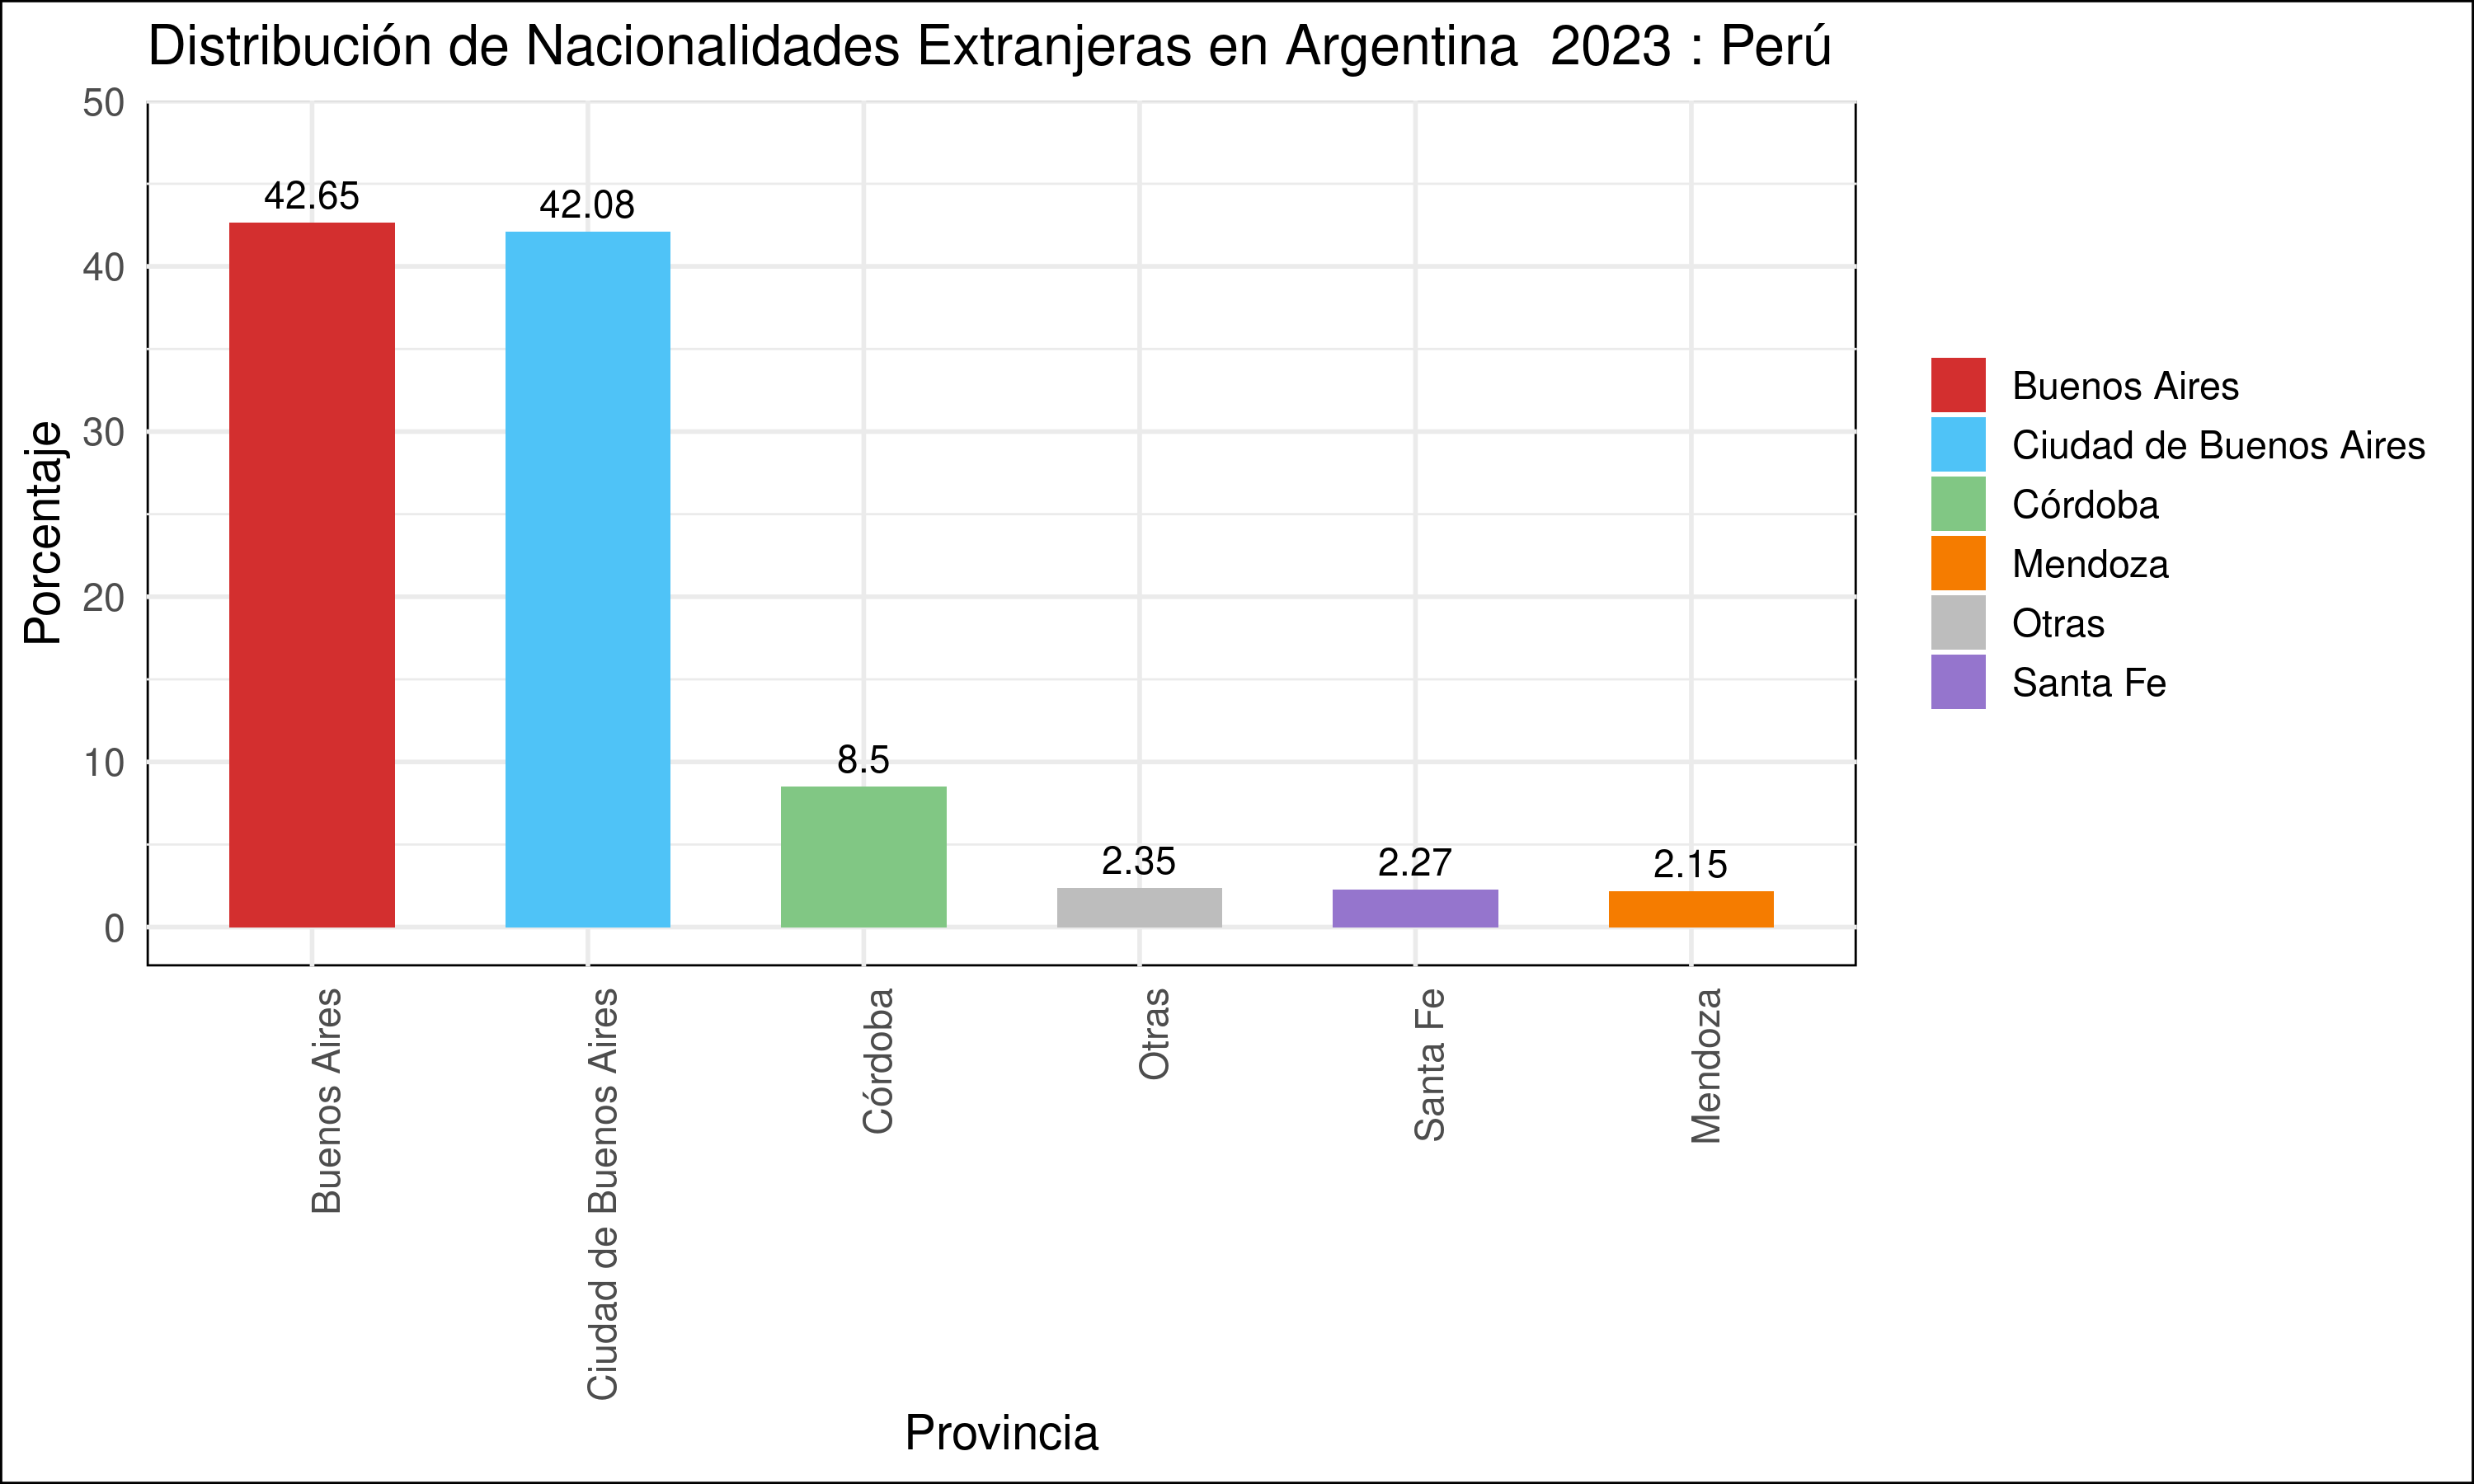 Distribución de Nacionalidades Extranjeras en Argentina  2023 : Perú
Porcentaje
50
40
30
20
10
0
42.65
42.08
8.5
2.35
2.27
2.15
Buenos Aires
Ciudad de Buenos Aires
Córdoba
Otras
Santa Fe
Mendoza
Provincia
Buenos Aires
Ciudad de Buenos Aires
Córdoba
Mendoza
Otras
Santa Fe